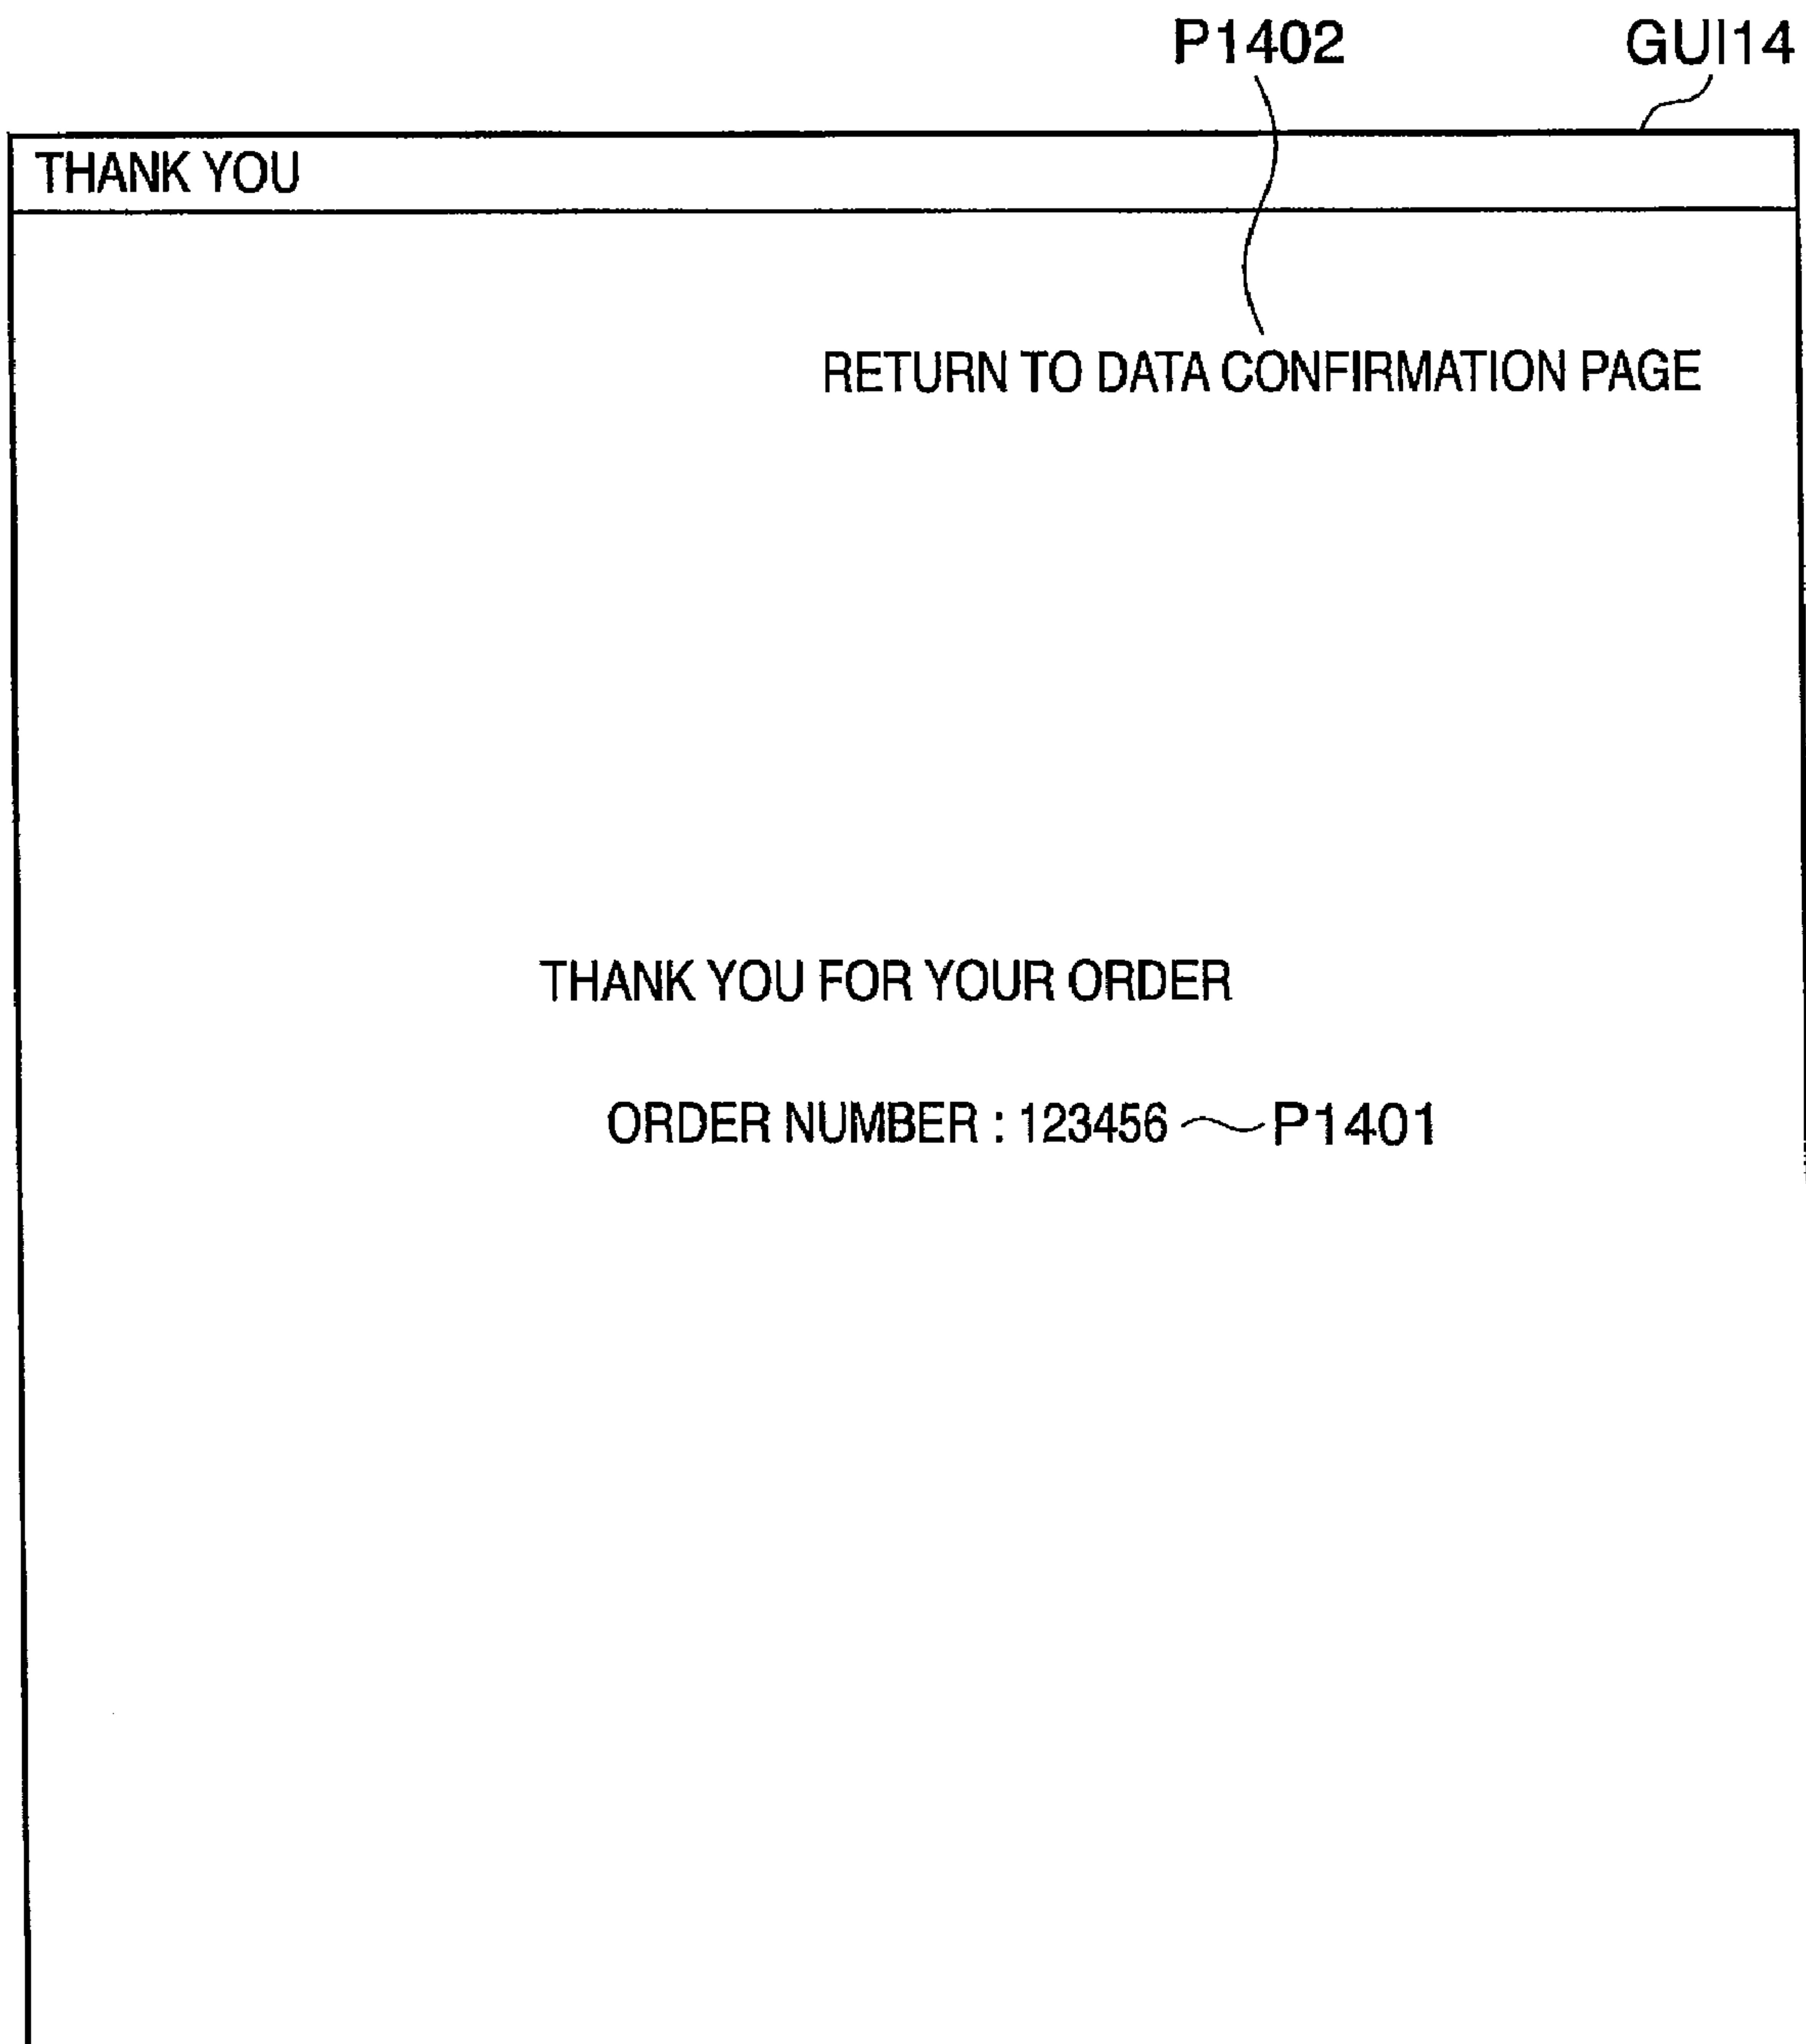 P1402 GUI14
THANK YOU
RETURN TO DATA CONFIRMATION PAGE
THANK YOU FOR YOUR ORDER
ORDER NUMBER : 123456 P1401